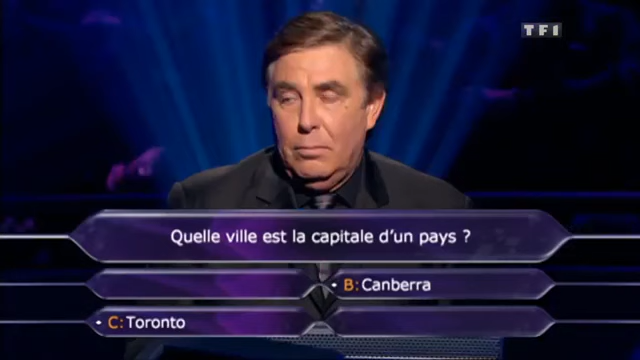 TF1
Quelle ville est la capitale d'un pays ?
B: Canberra
C: Toronto